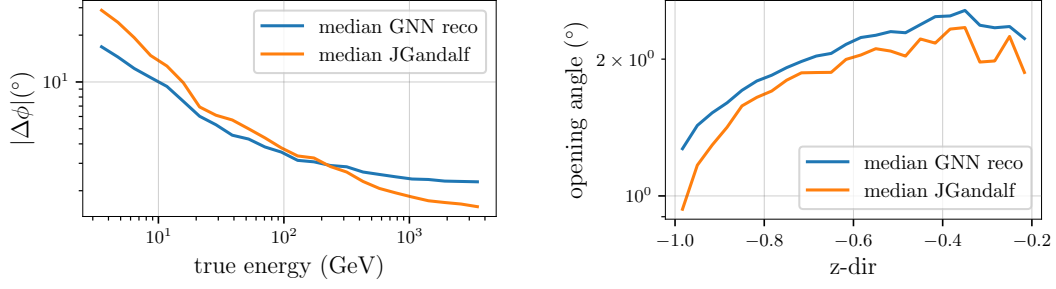 |Δϕ|(°)
10¹
median GNN reco
median JGandalf
10¹ 10² 10³
true energy (GeV)
opening angle (°)
2 × 10⁰
10⁰
median GNN reco
median JGandalf
−1.0 −0.8 −0.6 −0.4 −0.2
z-dir